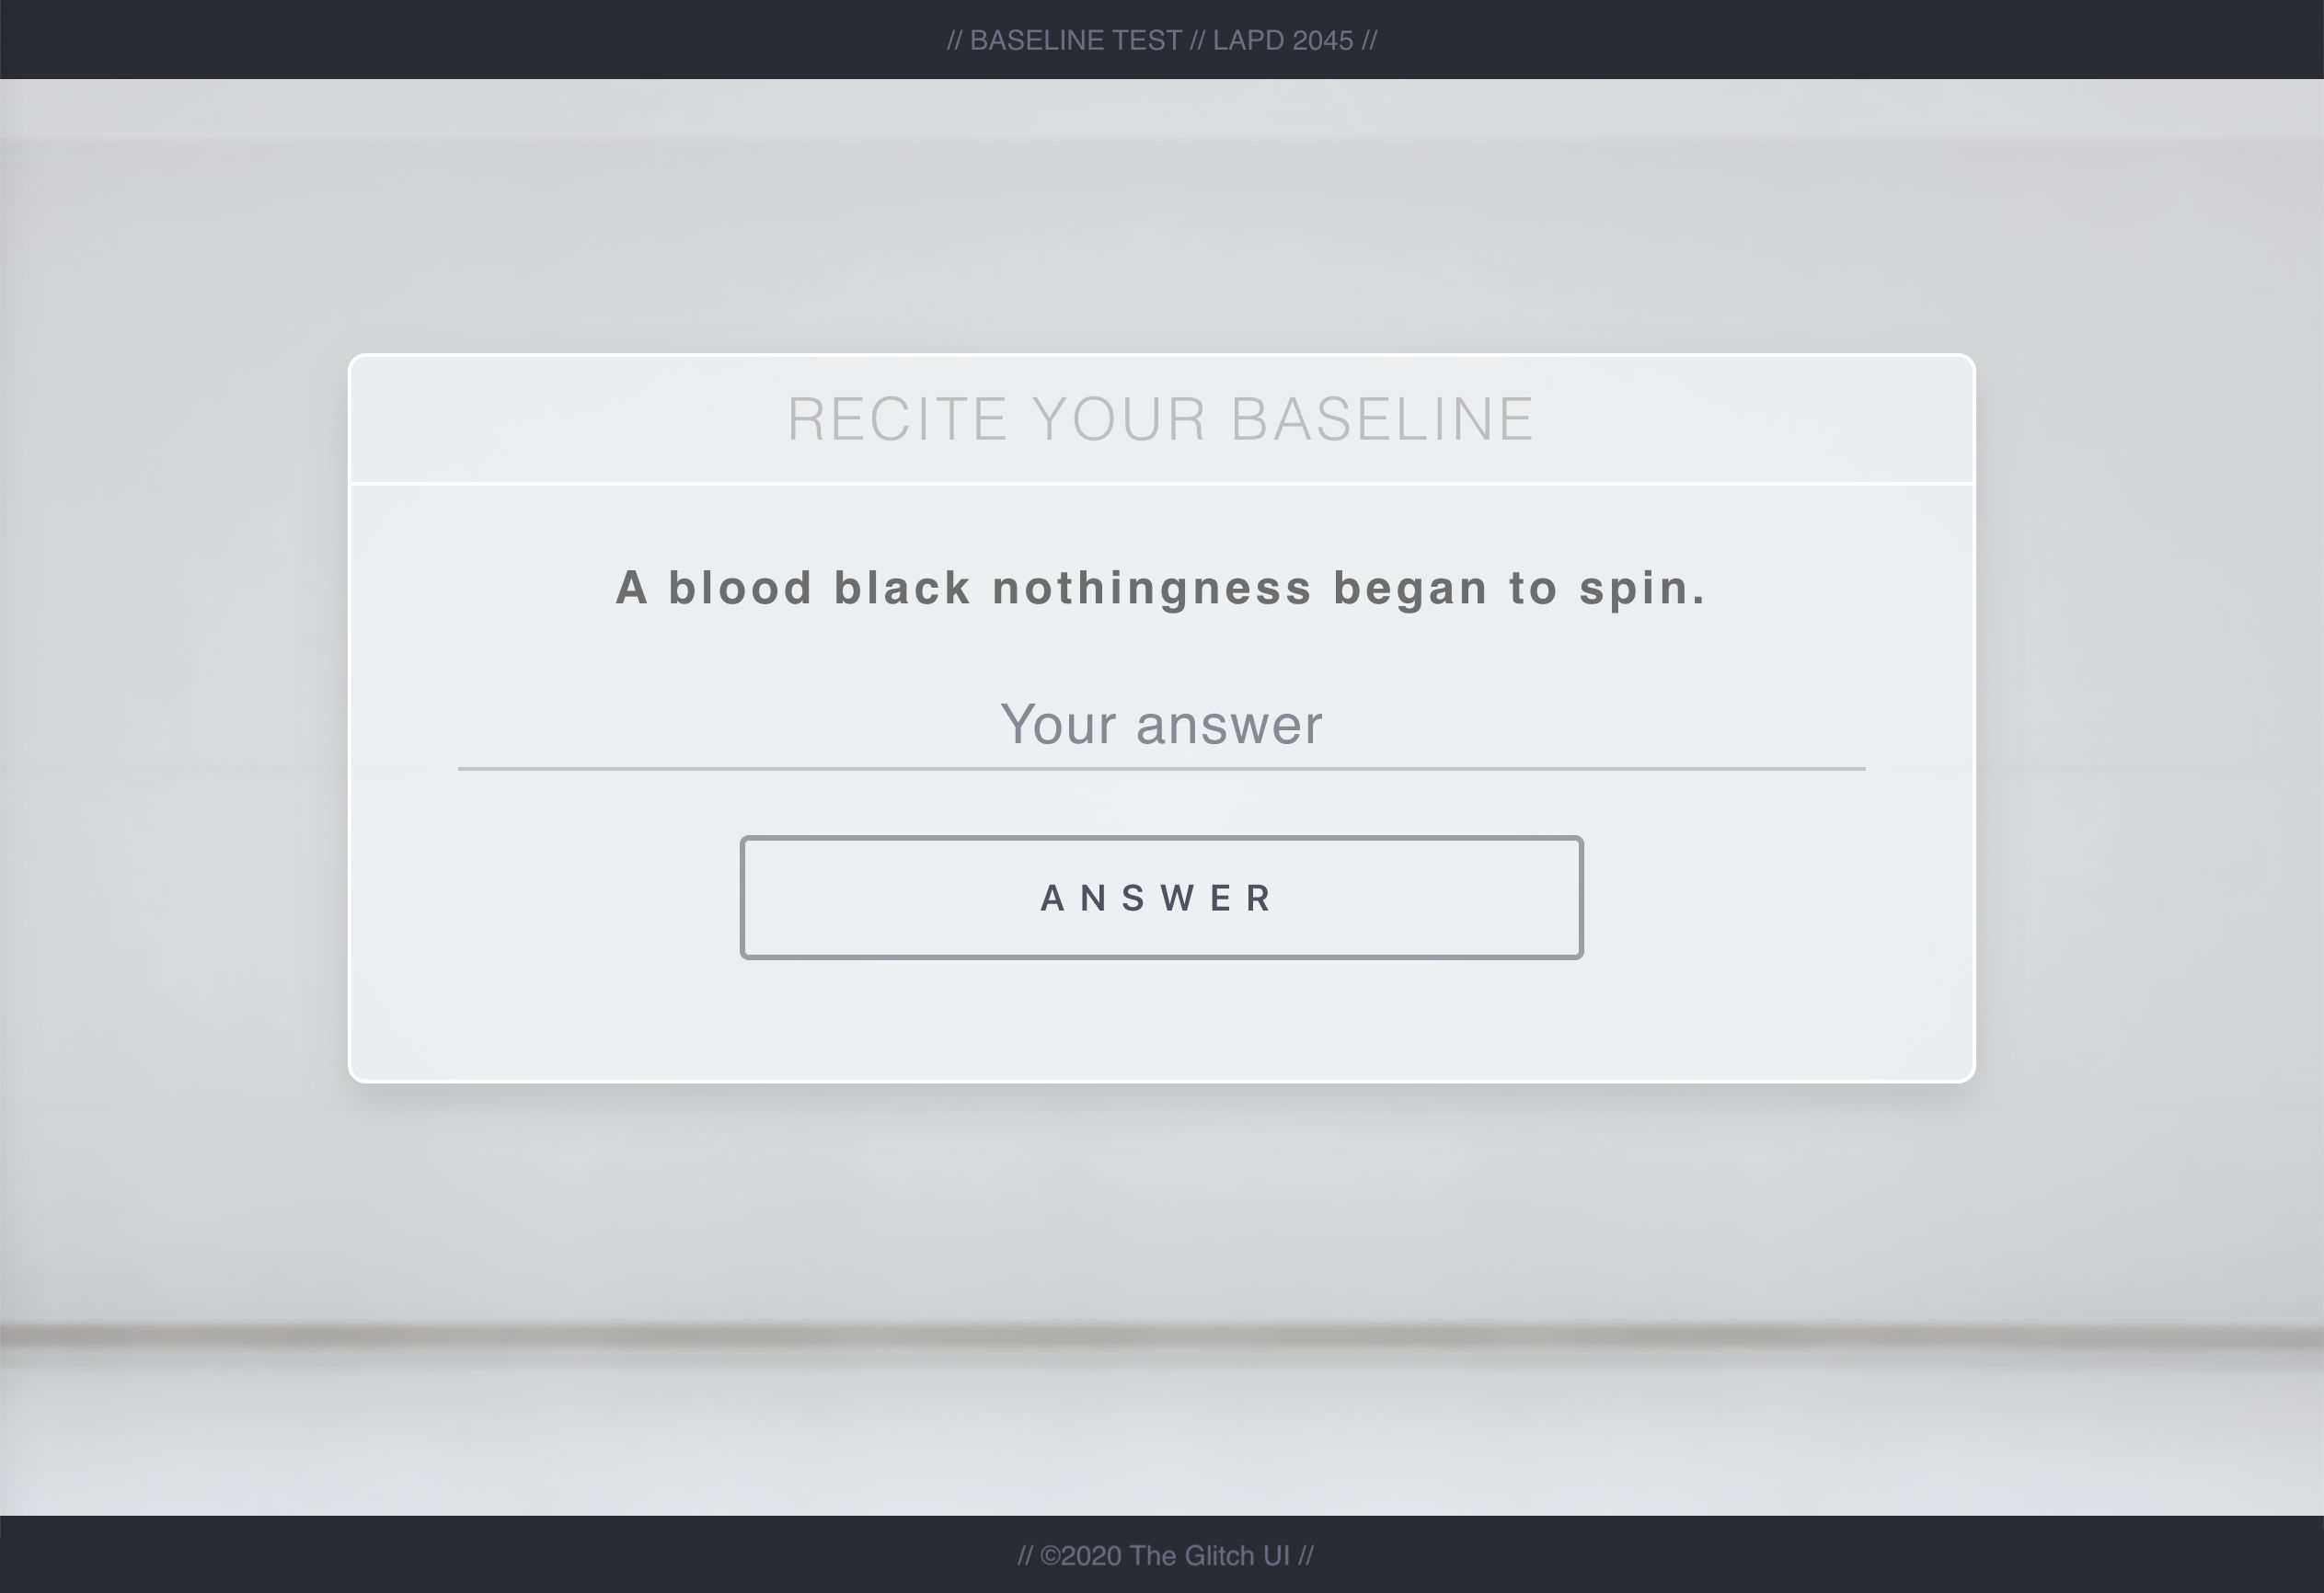 // BASELINE TEST // LAPD 2045 //
RECITE YOUR BASELINE
A blood black nothingness began to spin.
Your answer
ANSWER
// ©2020 The Glitch UI //